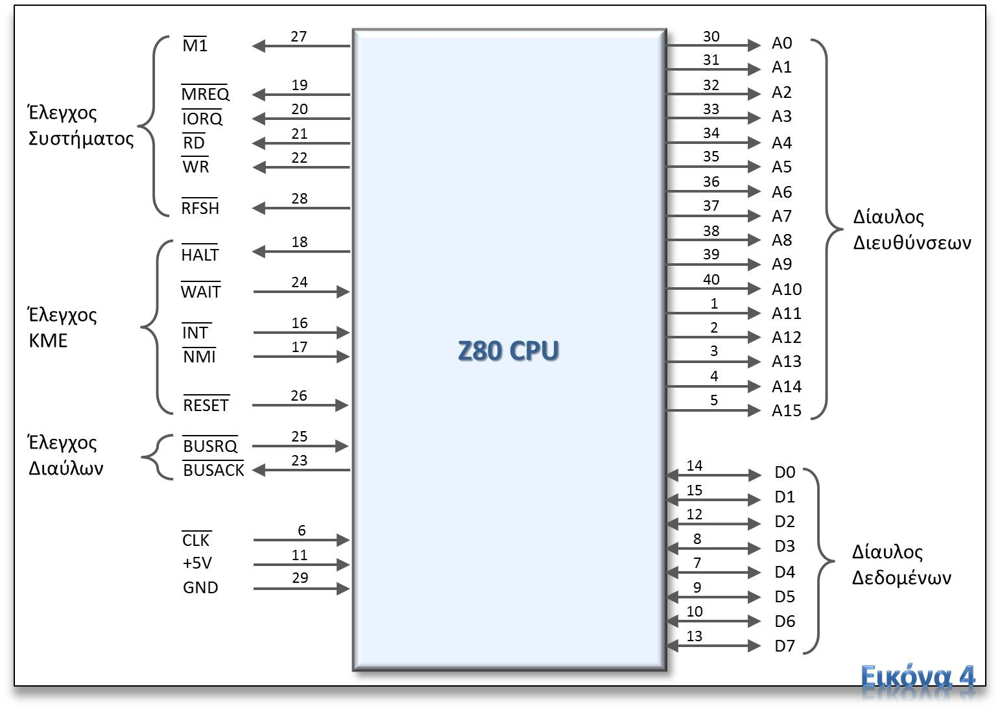 Έλεγχος
Συστήματος
M1 27
MREQ 19
IORQ 20
RD 21
WR 22
RFSH 28
Έλεγχος
ΚΜΕ
HALT 18
WAIT 24
INT 16
NMI 17
RESET 26
Έλεγχος
Διαύλων
BUSRQ 25
BUSACK 23
CLK 6
+5V 11
GND 29
Z80 CPU
30 A0
31 A1
32 A2
33 A3
34 A4
35 A5
36 A6
37 A7
38 A8
39 A9
40 A10
1 A11
2 A12
3 A13
4 A14
5 A15
Δίαυλος
Διευθύνσεων
14 D0
15 D1
12 D2
8 D3
7 D4
9 D5
10 D6
13 D7
Δίαυλος
Δεδομένων
Εικόνα 4